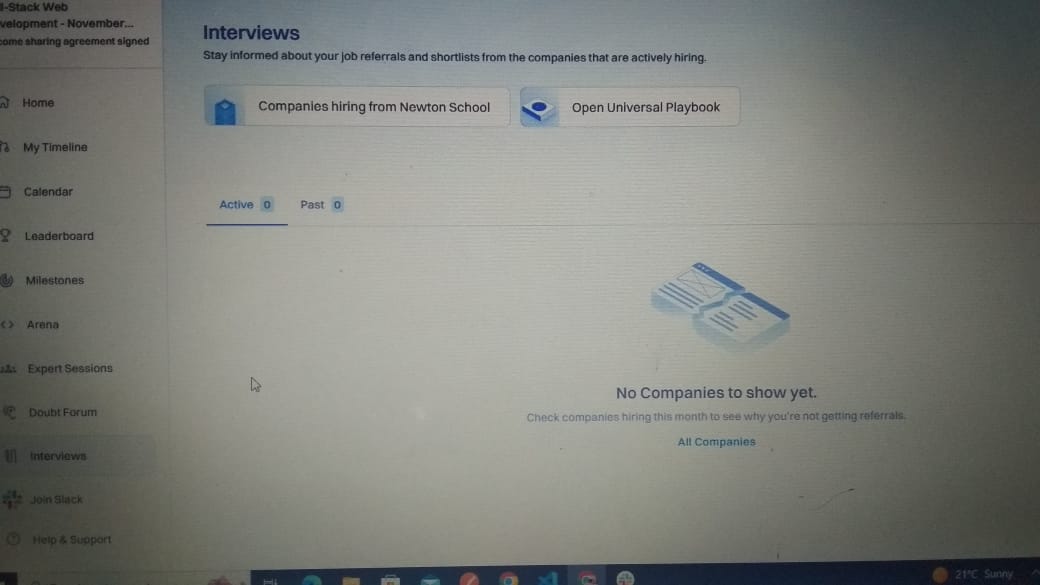 l-Stack Web
velopment - November...
come sharing agreement signed
Home
My Timeline
Calendar
Leaderboard
Milestones
Arena
Expert Sessions
Doubt Forum
Interviews
Join Slack
Help & Support
Interviews
Stay informed about your job referrals and shortlists from the companies that are actively hiring.
Companies hiring from Newton School
Open Universal Playbook
Active 0 Past 0
No Companies to show yet.
Check companies hiring this month to see why you're not getting referrals.
All Companies
21°C Sunny